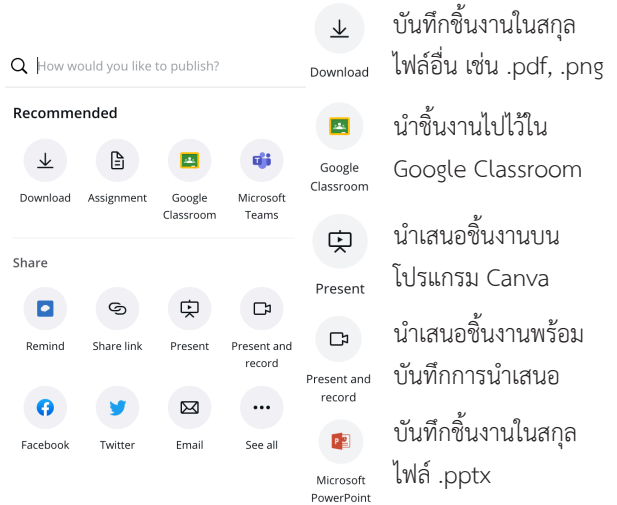 How would you like to publish?
Recommended
Download
Assignment
Google
Classroom
Microsoft
Teams
Share
Remind
Share link
Present
Present and
record
Facebook
Twitter
Email
See all
Download
บันทึกชิ้นงานในสกุล
ไฟล์อื่น เช่น .pdf, .png
Google
Classroom
นำชิ้นงานไปไว้ใน
Google Classroom
Present
นำเสนอชิ้นงานบน
โปรแกรม Canva
Present and
record
นำเสนอชิ้นงานพร้อม
บันทึกการนำเสนอ
Microsoft
PowerPoint
บันทึกชิ้นงานในสกุล
ไฟล์ .pptx